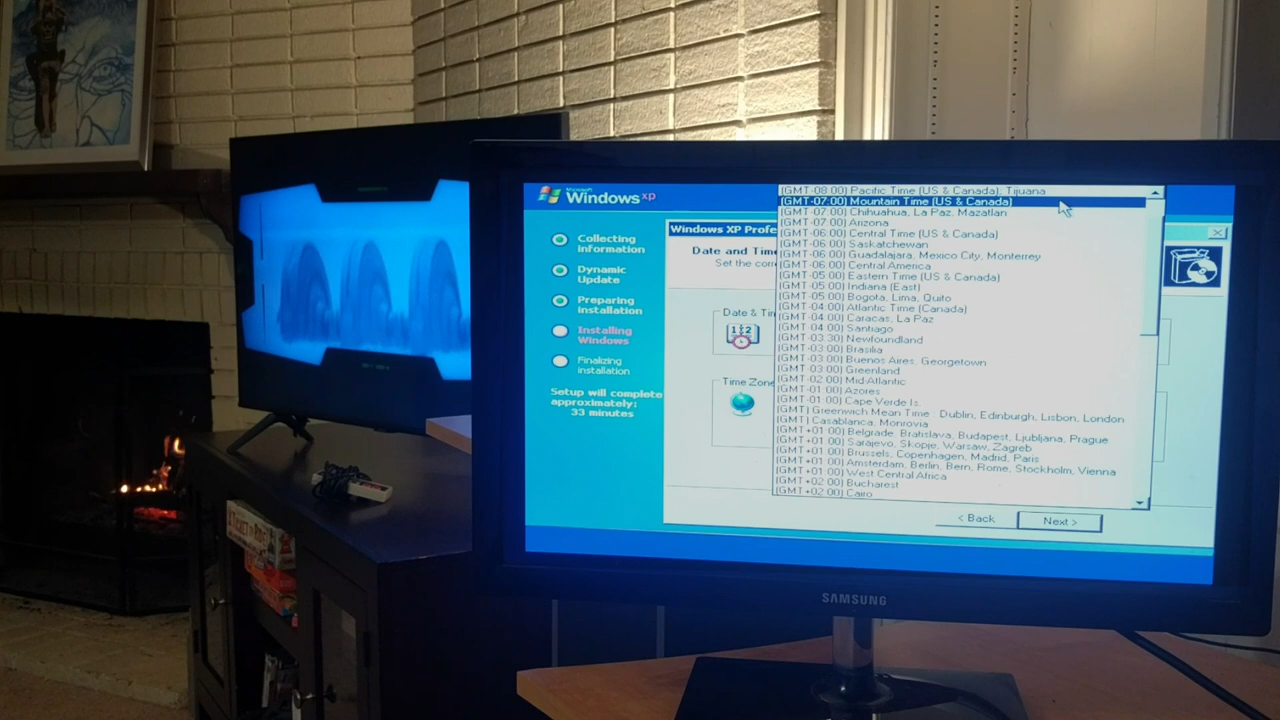 Microsoft
Windows xp
Collecting
information
Dynamic
Update
Preparing
installation
Installing
Windows
Finalizing
installation
Setup will complete
approximately:
33 minutes
Windows XP Profe
Date and Time
Set the corr
Date & Tim
1 2
Time Zone
(GMT-08:00) Pacific Time (US & Canada); Tijuana
(GMT-07:00) Mountain Time (US & Canada)
(GMT-07:00) Chihuahua, La Paz, Mazatlan
(GMT-07:00) Arizona
(GMT-06:00) Central Time (US & Canada)
(GMT-06:00) Saskatchewan
(GMT-06:00) Guadalajara, Mexico City, Monterrey
(GMT-06:00) Central America
(GMT-05:00) Eastern Time (US & Canada)
(GMT-05:00) Indiana (East)
(GMT-05:00) Bogota, Lima, Quito
(GMT-04:00) Atlantic Time (Canada)
(GMT-04:00) Caracas, La Paz
(GMT-04:00) Santiago
(GMT-03:30) Newfoundland
(GMT-03:00) Brasilia
(GMT-03:00) Buenos Aires, Georgetown
(GMT-03:00) Greenland
(GMT-02:00) Mid-Atlantic
(GMT-01:00) Azores
(GMT-01:00) Cape Verde Is.
(GMT) Greenwich Mean Time : Dublin, Edinburgh, Lisbon, London
(GMT) Casablanca, Monrovia
(GMT+01:00) Belgrade, Bratislava, Budapest, Ljubljana, Prague
(GMT+01:00) Sarajevo, Skopje, Warsaw, Zagreb
(GMT+01:00) Brussels, Copenhagen, Madrid, Paris
(GMT+01:00) Amsterdam, Berlin, Bern, Rome, Stockholm, Vienna
(GMT+01:00) West Central Africa
(GMT+02:00) Bucharest
(GMT+02:00) Cairo
< Back
Next >
SAMSUNG